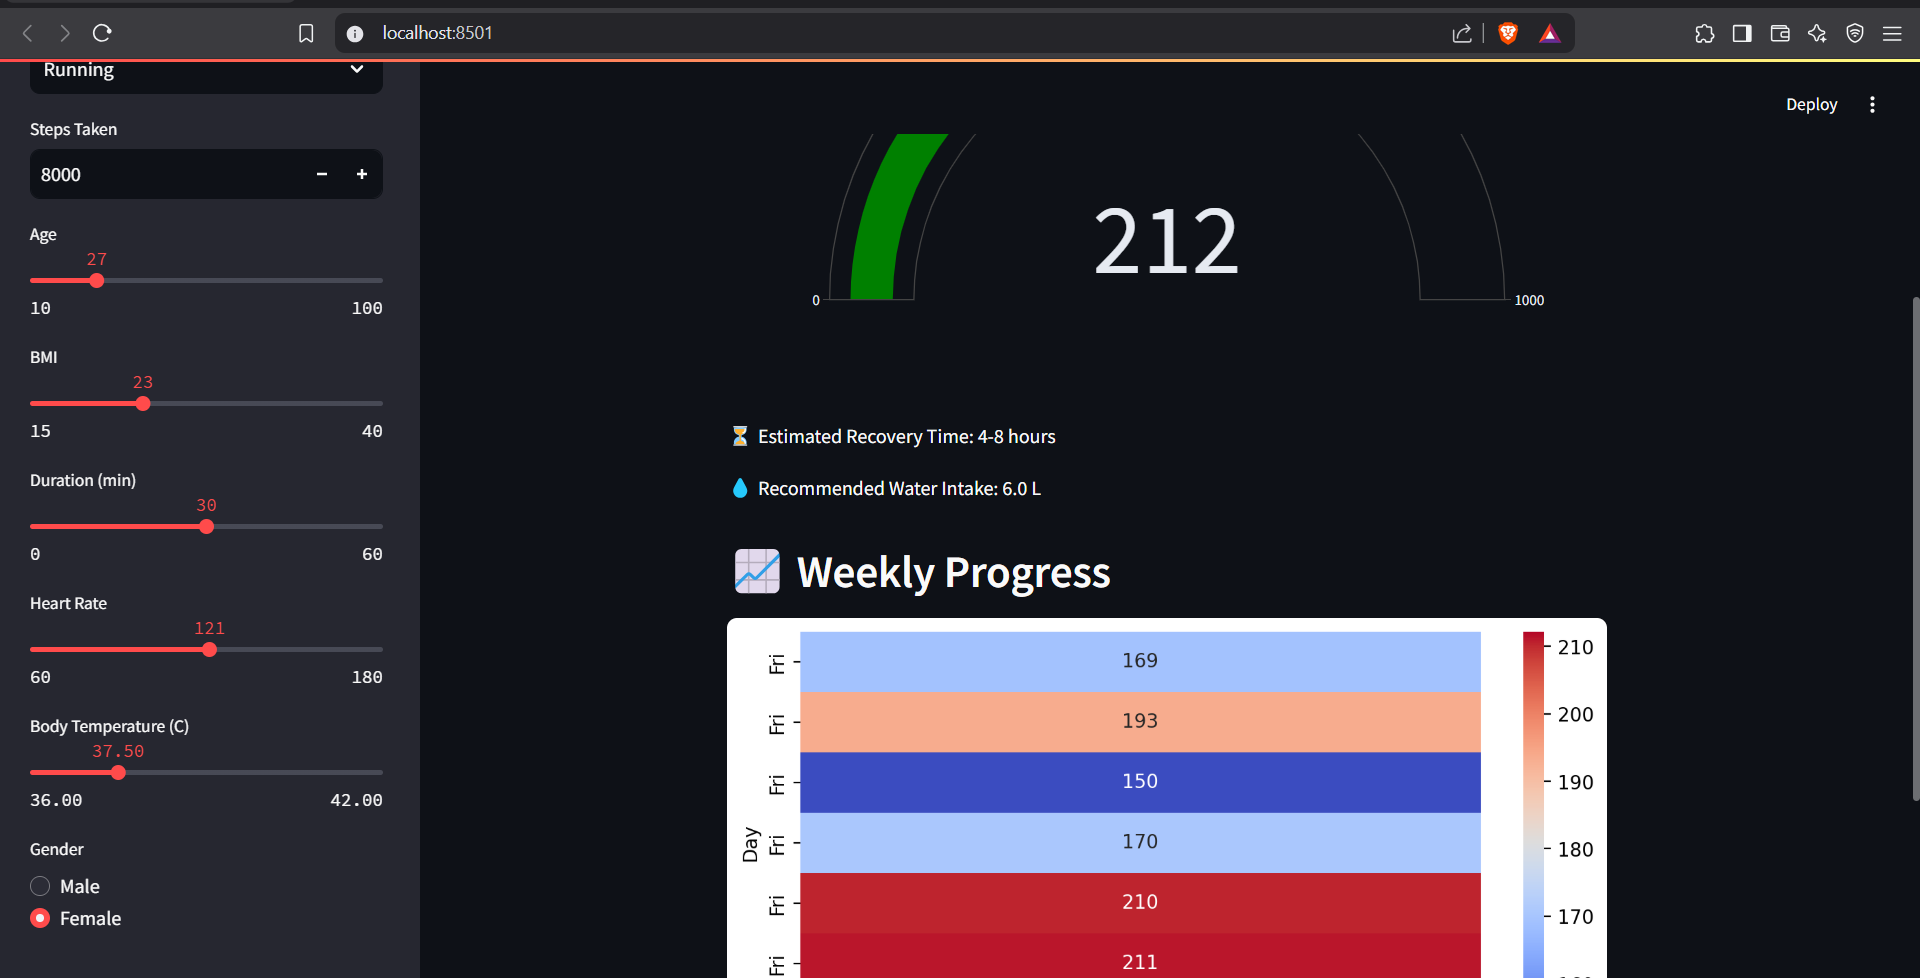 localhost:8501
Running
Deploy
Steps Taken
8000
Age
27
10 100
BMI
23
15 40
Duration (min)
30
0 60
Heart Rate
121
60 180
Body Temperature (C)
37.50
36.00 42.00
Gender
Male
Female
212
0 1000
⏳ Estimated Recovery Time: 4-8 hours
💧 Recommended Water Intake: 6.0 L
📈 Weekly Progress
Day
Fri 169
Fri 193
Fri 150
Fri 170
Fri 210
Fri 211
210
200
190
180
170